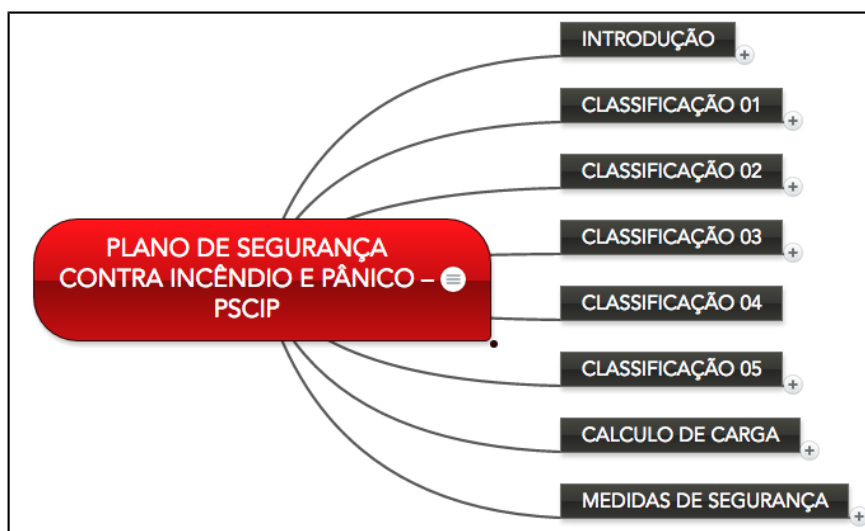 INTRODUÇÃO
CLASSIFICAÇÃO 01
CLASSIFICAÇÃO 02
CLASSIFICAÇÃO 03
CLASSIFICAÇÃO 04
CLASSIFICAÇÃO 05
CALCULO DE CARGA
MEDIDAS DE SEGURANÇA
PLANO DE SEGURANÇA
CONTRA INCÊNDIO E PÂNICO –
PSCIP